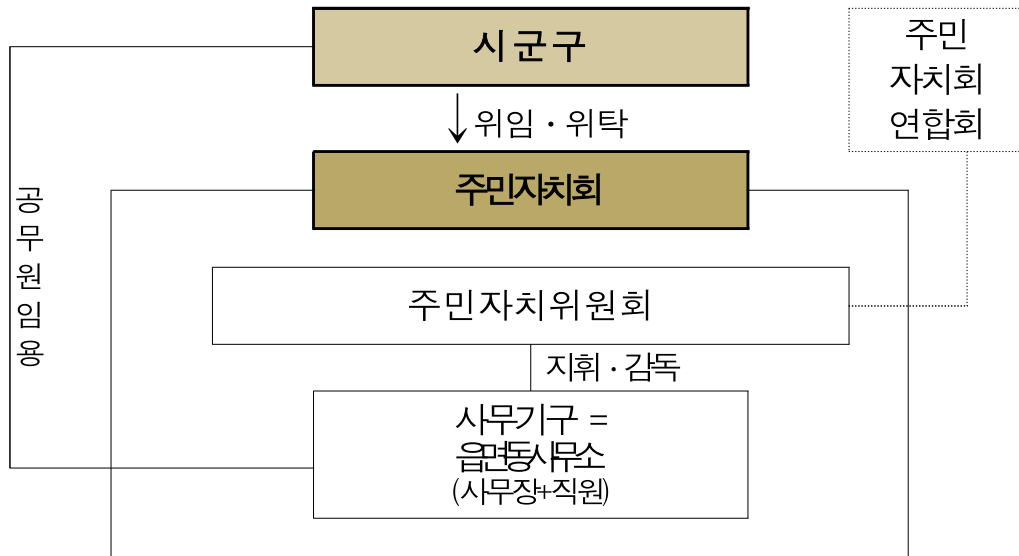 시 군 구
주민
자치회
연합회
위임 · 위탁
주민자치회
공무원임용
주민자치위원회
지휘 · 감독
사무기구 =
읍면동사무소
(사무장+직원)